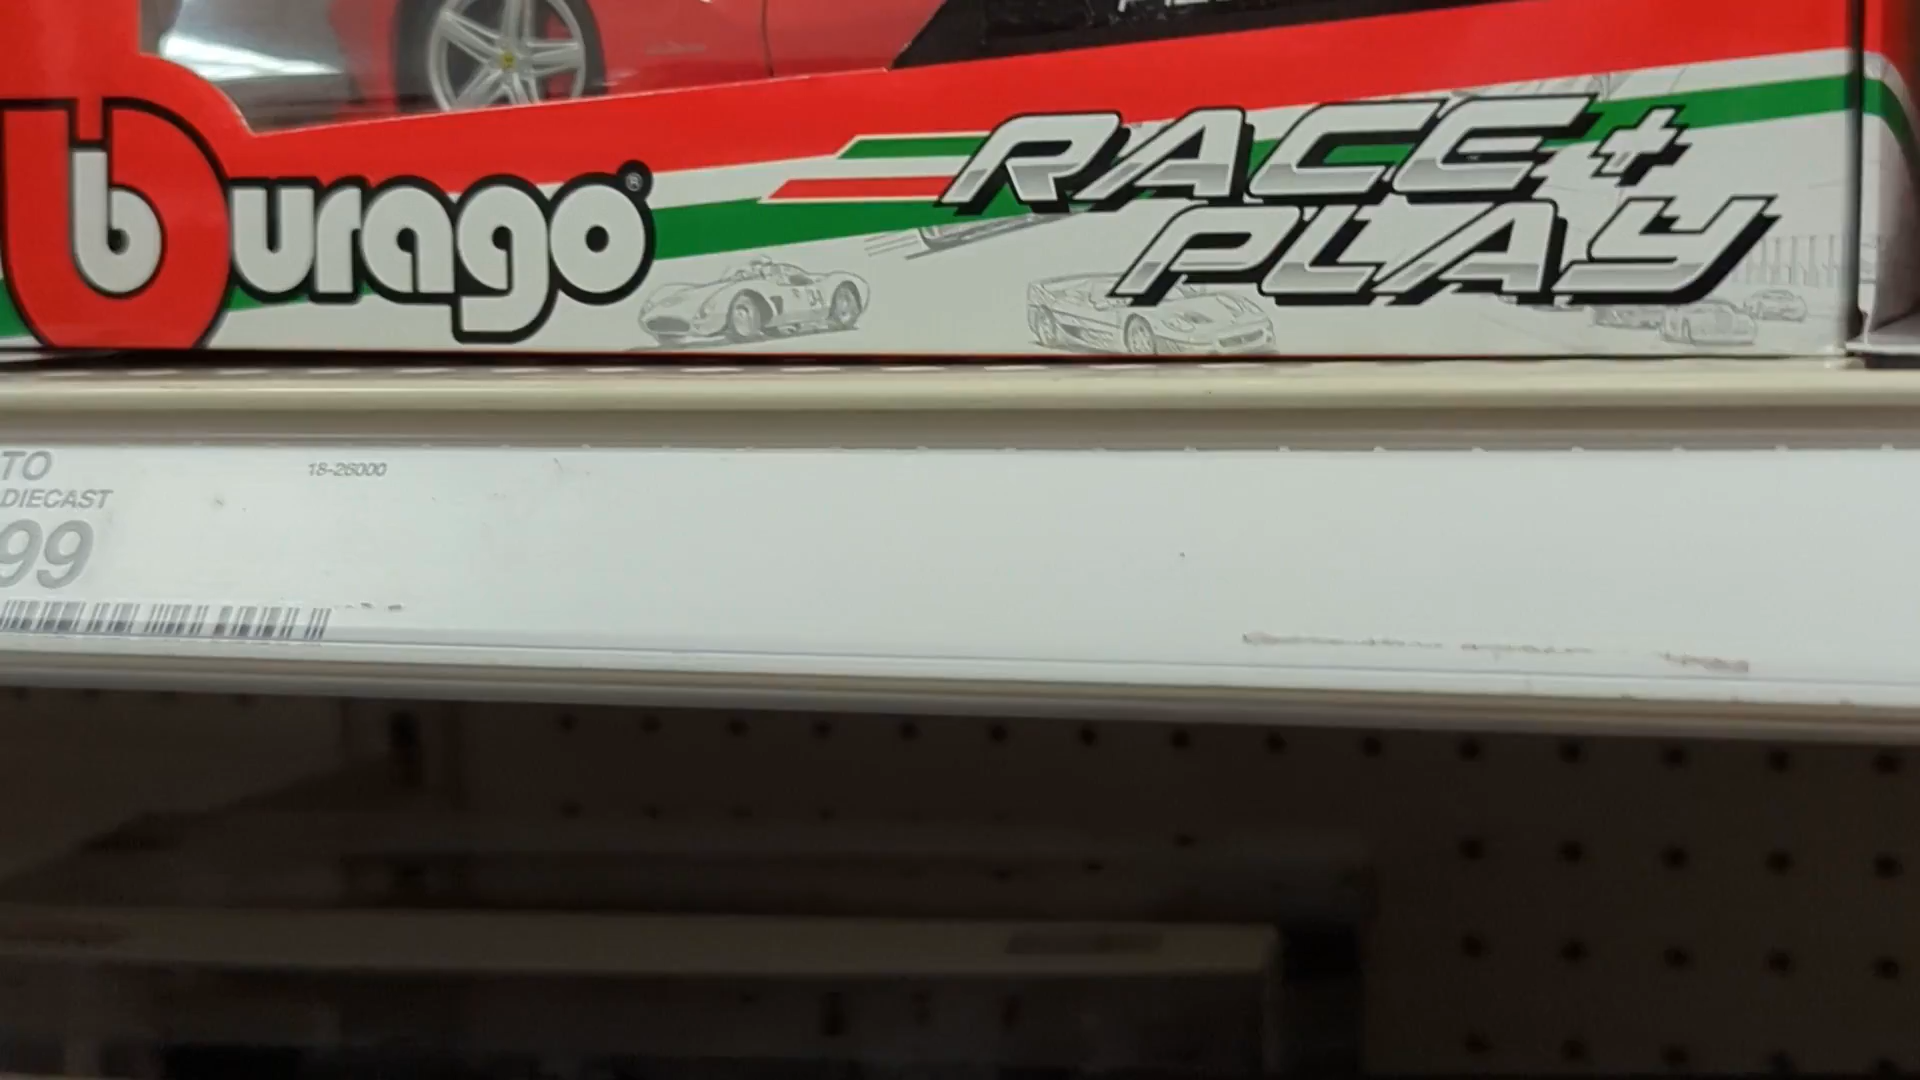 burago®
RACE +
PLAY
TO
18-26000
DIECAST
99